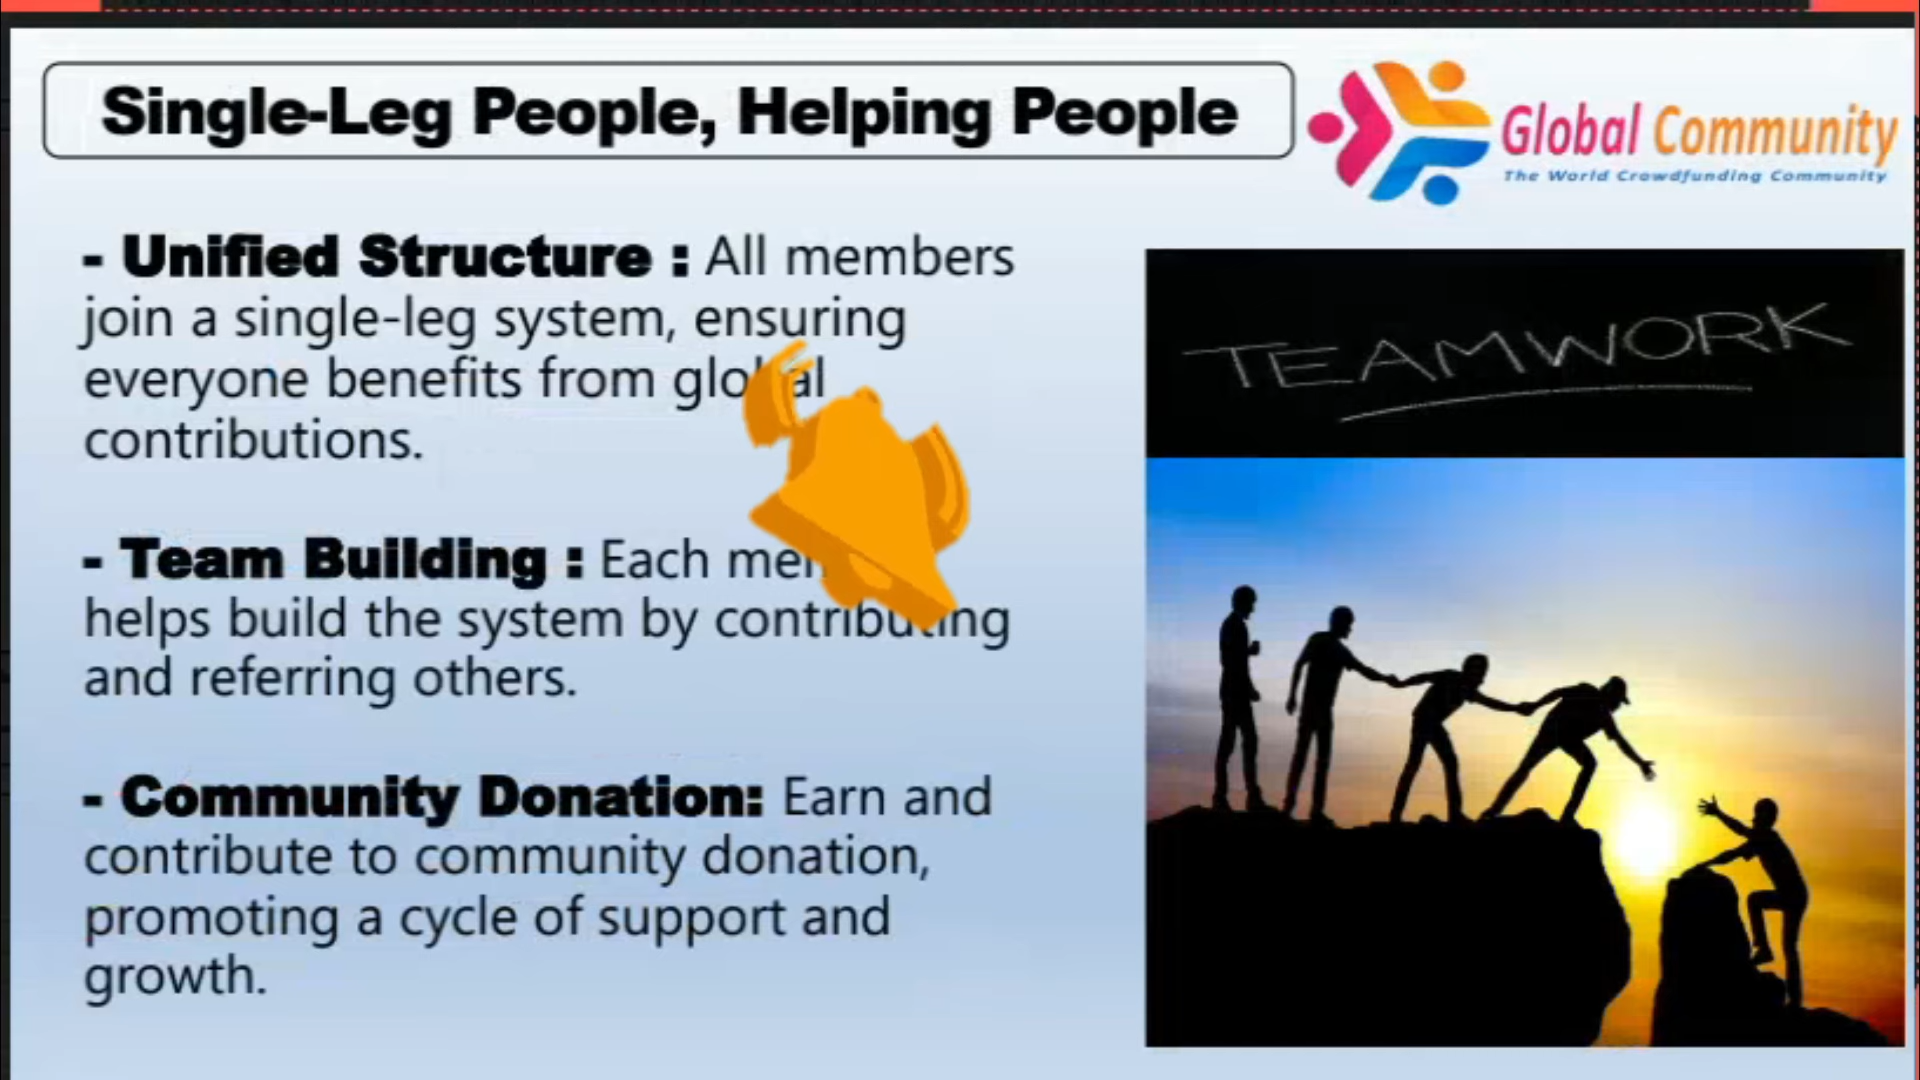 Single-Leg People, Helping People
Global Community
The World Crowdfunding Community
- Unified Structure : All members
join a single-leg system, ensuring
everyone benefits from
contributions.
- Team Building : Each
helps build the system by contributing
and referring others.
- Community Donation: Earn and
contribute to community donation,
promoting a cycle of support and
growth.
TEAMWORK